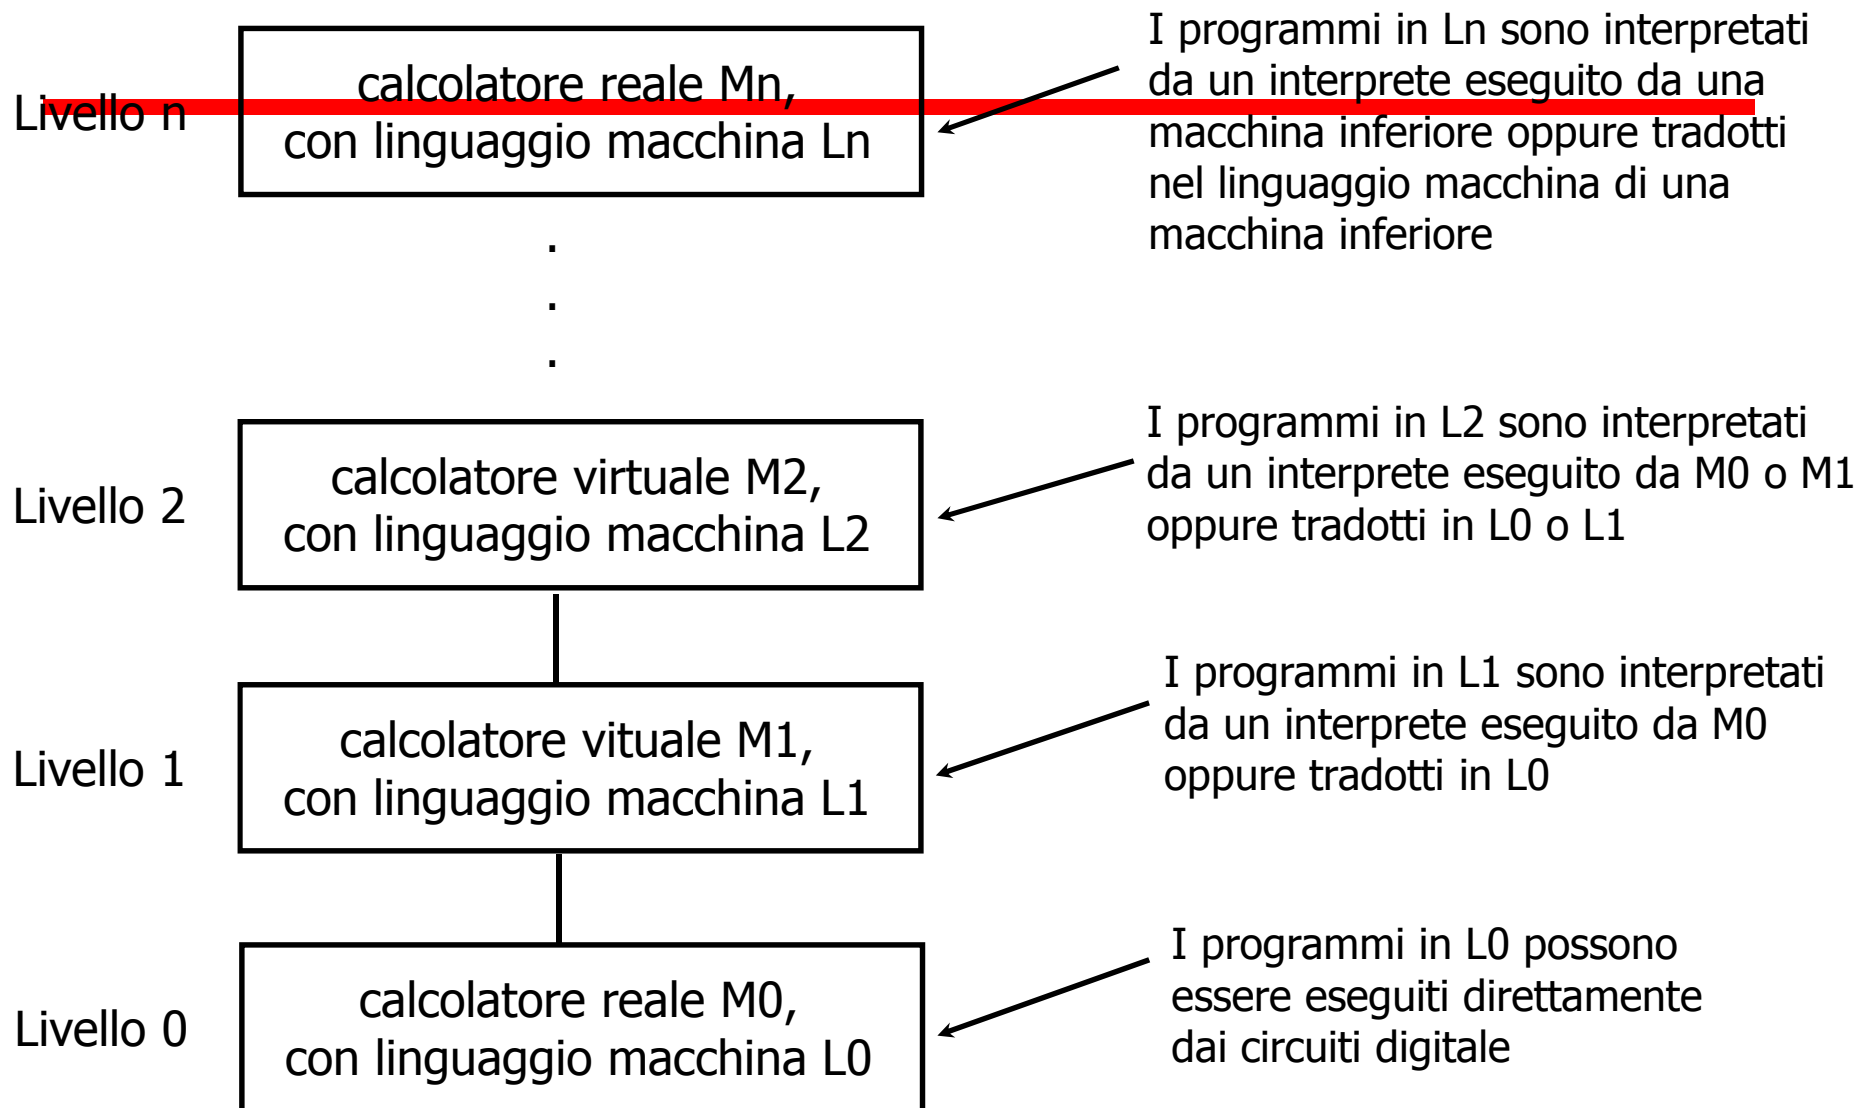 Livello n
calcolatore reale Mn,
con linguaggio macchina Ln
I programmi in Ln sono interpretati
da un interprete eseguito da una
macchina inferiore oppure tradotti
nel linguaggio macchina di una
macchina inferiore
.
.
.
Livello 2
calcolatore virtuale M2,
con linguaggio macchina L2
I programmi in L2 sono interpretati
da un interprete eseguito da M0 o M1
oppure tradotti in L0 o L1
Livello 1
calcolatore vituale M1,
con linguaggio macchina L1
I programmi in L1 sono interpretati
da un interprete eseguito da M0
oppure tradotti in L0
Livello 0
calcolatore reale M0,
con linguaggio macchina L0
I programmi in L0 possono
essere eseguiti direttamente
dai circuiti digitale